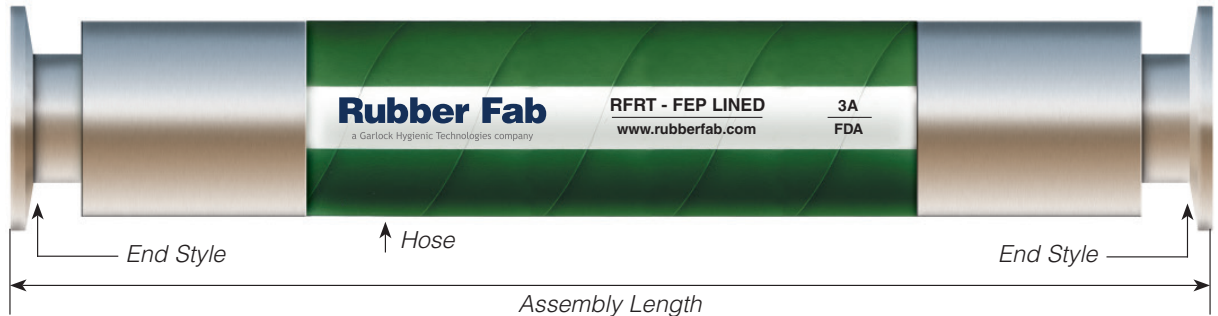 Rubber Fab
a Garlock Hygienic Technologies company
RFRT - FEP LINED
www.rubberfab.com
3A
FDA
End Style
Hose
End Style
Assembly Length